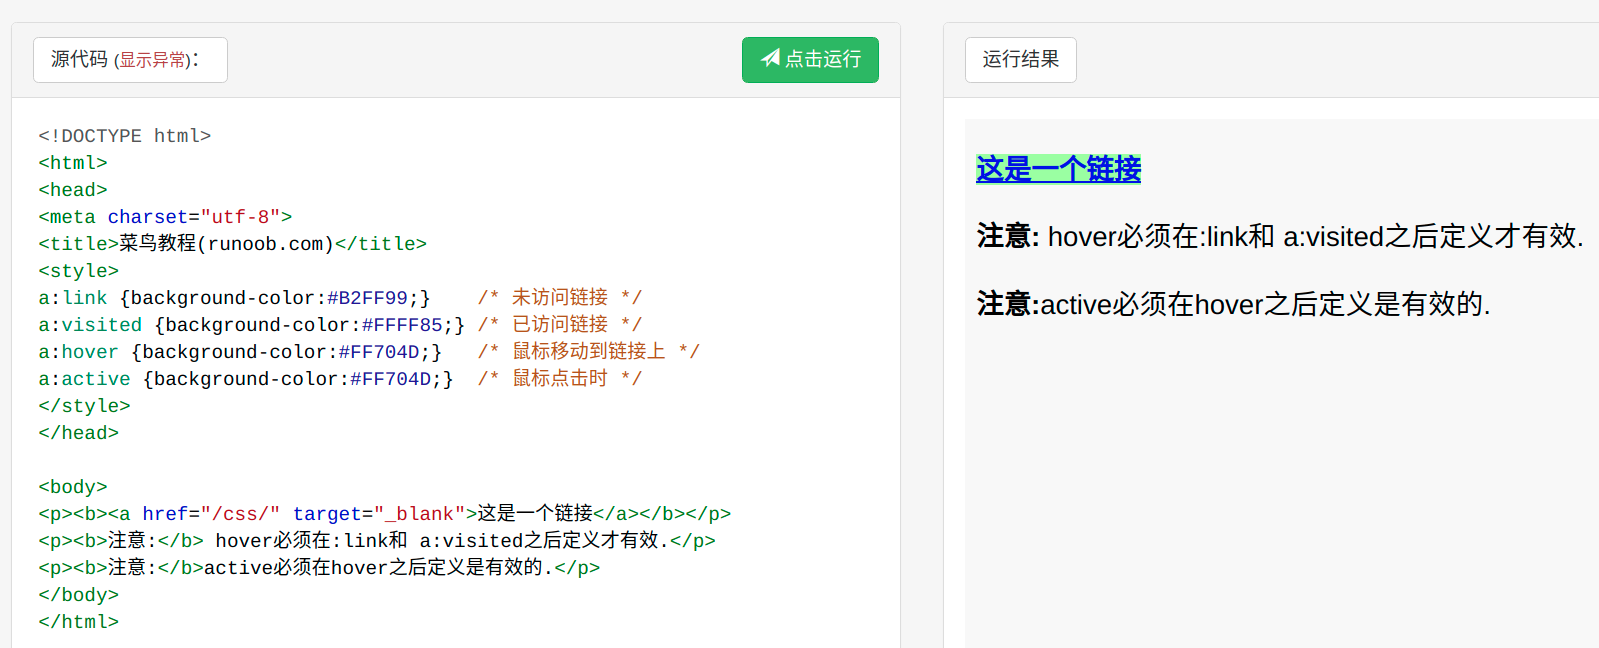 源代码 (显示异常)：
点击运行
<!DOCTYPE html>
<html>
<head>
<meta charset="utf-8">
<title>菜鸟教程(runoob.com)</title>
<style>
a:link {background-color:#B2FF99;}    /* 未访问链接 */
a:visited {background-color:#FFFF85;} /* 已访问链接 */
a:hover {background-color:#FF704D;}   /* 鼠标移动到链接上 */
a:active {background-color:#FF704D;}  /* 鼠标点击时 */
</style>
</head>
<body>
<p><b><a href="/css/" target="_blank">这是一个链接</a></b></p>
<p><b>注意:</b> hover必须在:link和 a:visited之后定义才有效.</p>
<p><b>注意:</b>active必须在hover之后定义是有效的.</p>
</body>
</html>
运行结果
这是一个链接
注意: hover必须在:link和 a:visited之后定义才有效.
注意:active必须在hover之后定义是有效的.